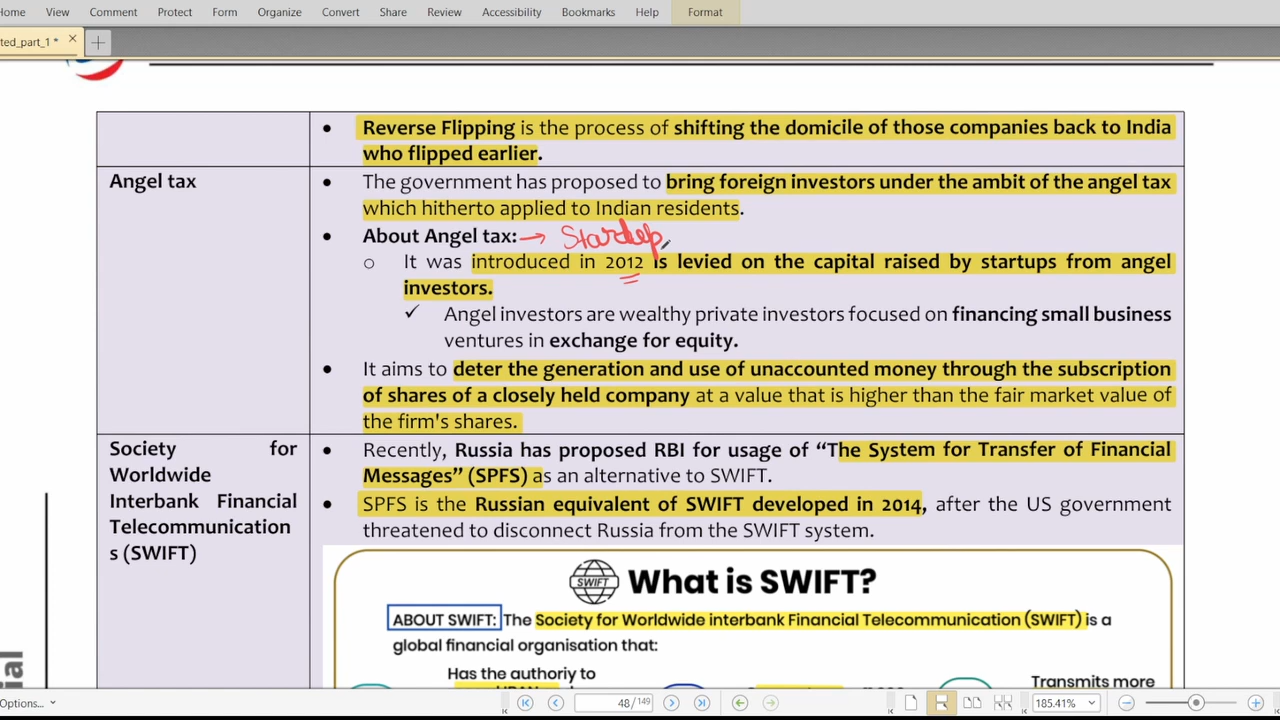 Home View Comment Protect Form Organize Convert Share Review Accessibility Bookmarks Help Format
ted_part_1 *
Reverse Flipping is the process of shifting the domicile of those companies back to India
who flipped earlier.
Angel tax
The government has proposed to bring foreign investors under the ambit of the angel tax
which hitherto applied to Indian residents.
About Angel tax: → Startup
It was introduced in 2012 is levied on the capital raised by startups from angel
investors.
Angel investors are wealthy private investors focused on financing small business
ventures in exchange for equity.
It aims to deter the generation and use of unaccounted money through the subscription
of shares of a closely held company at a value that is higher than the fair market value of
the firm's shares.
Society for
Worldwide
Interbank Financial
Telecommunication
s (SWIFT)
Recently, Russia has proposed RBI for usage of “The System for Transfer of Financial
Messages” (SPFS) as an alternative to SWIFT.
SPFS is the Russian equivalent of SWIFT developed in 2014, after the US government
threatened to disconnect Russia from the SWIFT system.
SWIFT What is SWIFT?
ABOUT SWIFT: The Society for Worldwide interbank Financial Telecommunication (SWIFT) is a
global financial organisation that:
Has the authoriy to
Transmits more
ial
Options...
48 / 149
185.41%